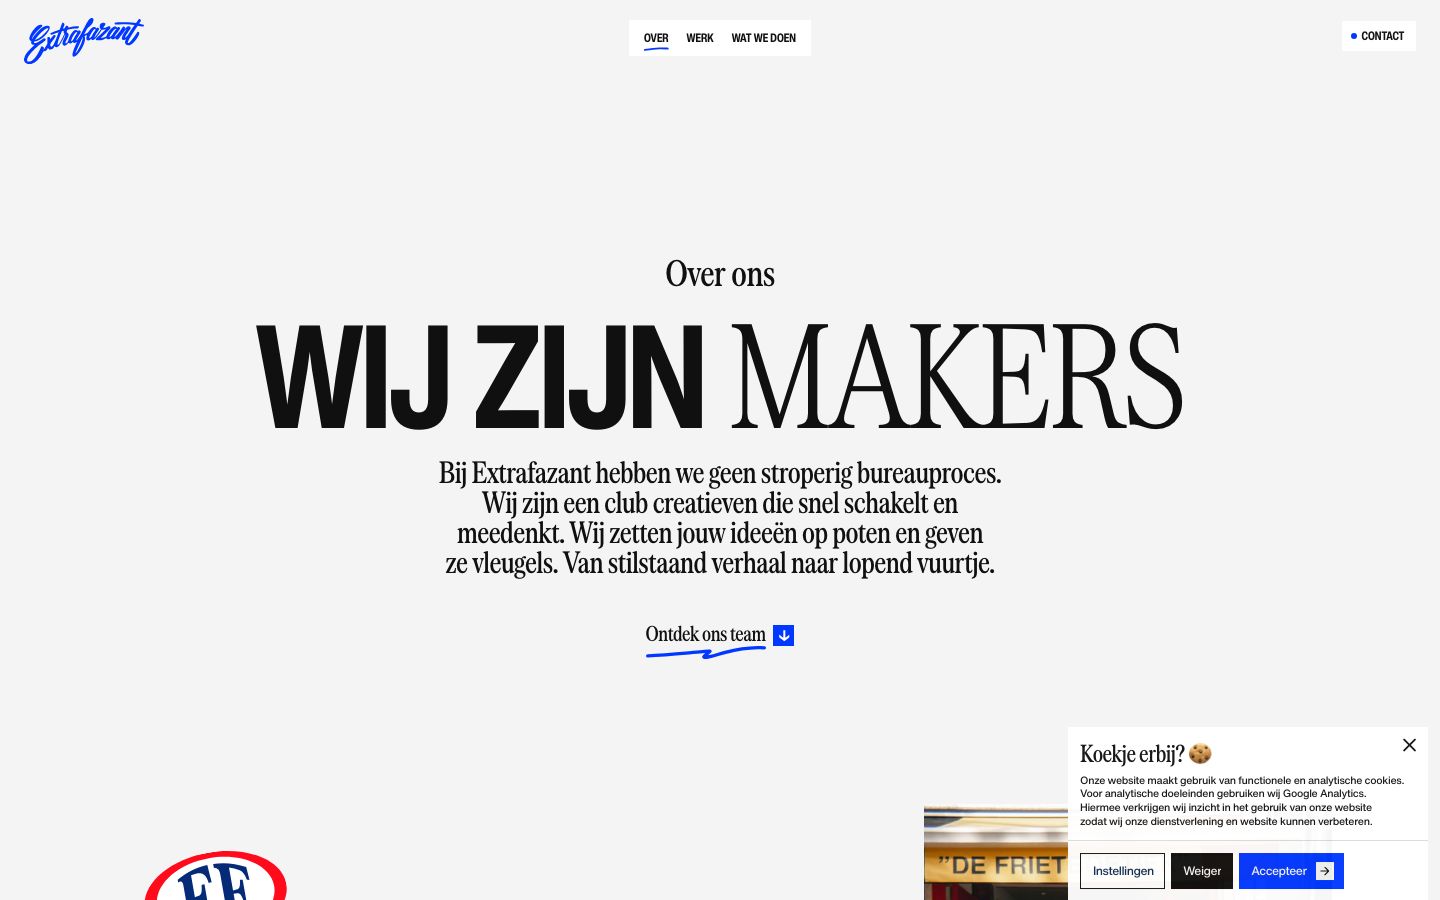 Extrafazant
OVER
WERK
WAT WE DOEN
CONTACT
Over ons
WIJ ZIJN MAKERS
Bij Extrafazant hebben we geen stroperig bureauproces.
Wij zijn een club creatieven die snel schakelt en
meedenkt. Wij zetten jouw ideeën op poten en geven
ze vleugels. Van stilstaand verhaal naar lopend vuurtje.
Ontdek ons team
Koekje erbij?
Onze website maakt gebruik van functionele en analytische cookies.
Voor analytische doeleinden gebruiken wij Google Analytics.
Hiermee verkrijgen wij inzicht in het gebruik van onze website
zodat wij onze dienstverlening en website kunnen verbeteren.
"DE FRIET
EF
Instellingen
Weiger
Accepteer